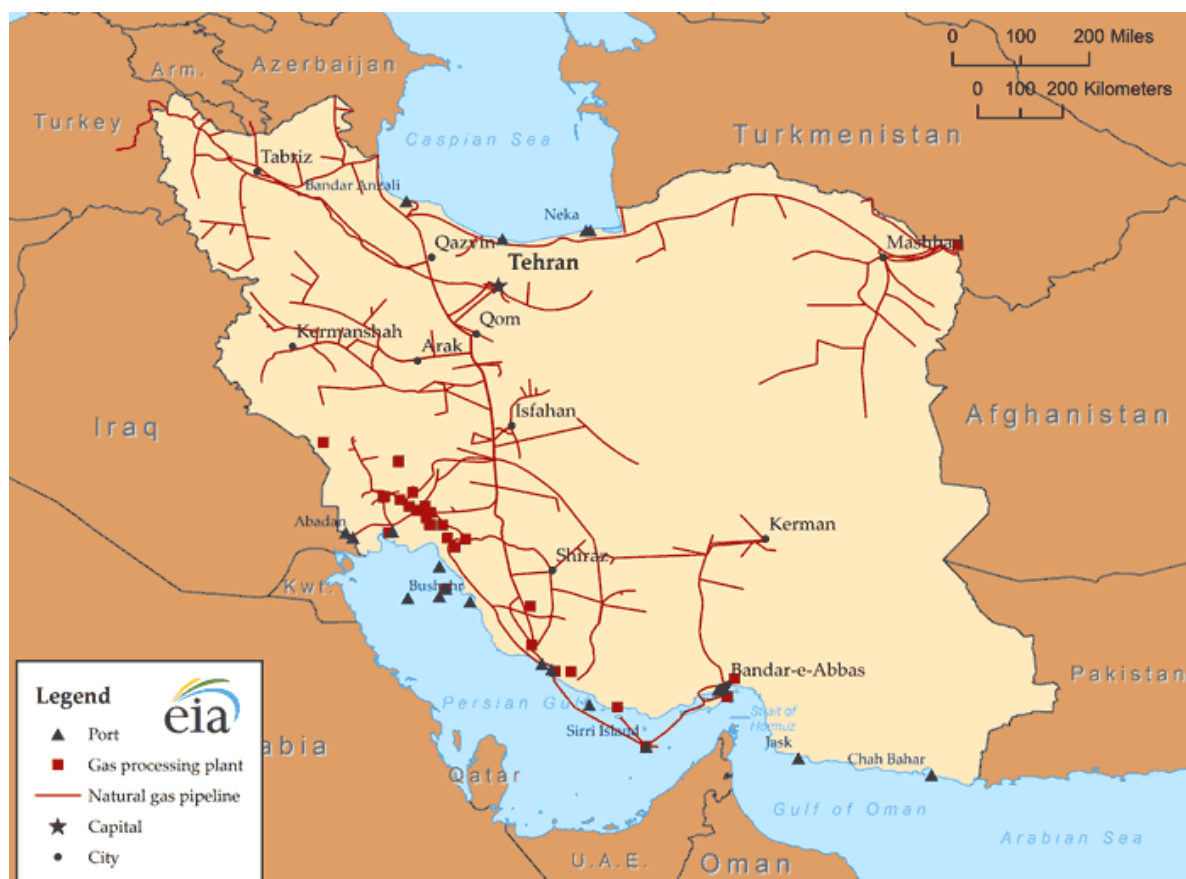 0 100 200 Miles
0 100 200 Kilometers
Arm.
Azerbaijan
Turkey
Caspian Sea
Turkmenistan
Tabriz
Bandar Anzali
Neka
Qazvin
Mashhad
Tehran
Qom
Kermanshah
Arak
Isfahan
Iraq
Afghanistan
Abadan
Kerman
Shiraz
Kwt.
Bushehr
Bandar-e-Abbas
Pakistan
Persian Gulf
Strait of
Hormuz
Sirri Island
Jask
Chah Bahar
abia
Qatar
Gulf of Oman
Arabian Sea
U.A.E.
Oman
Legend
eia
Port
Gas processing plant
Natural gas pipeline
Capital
City